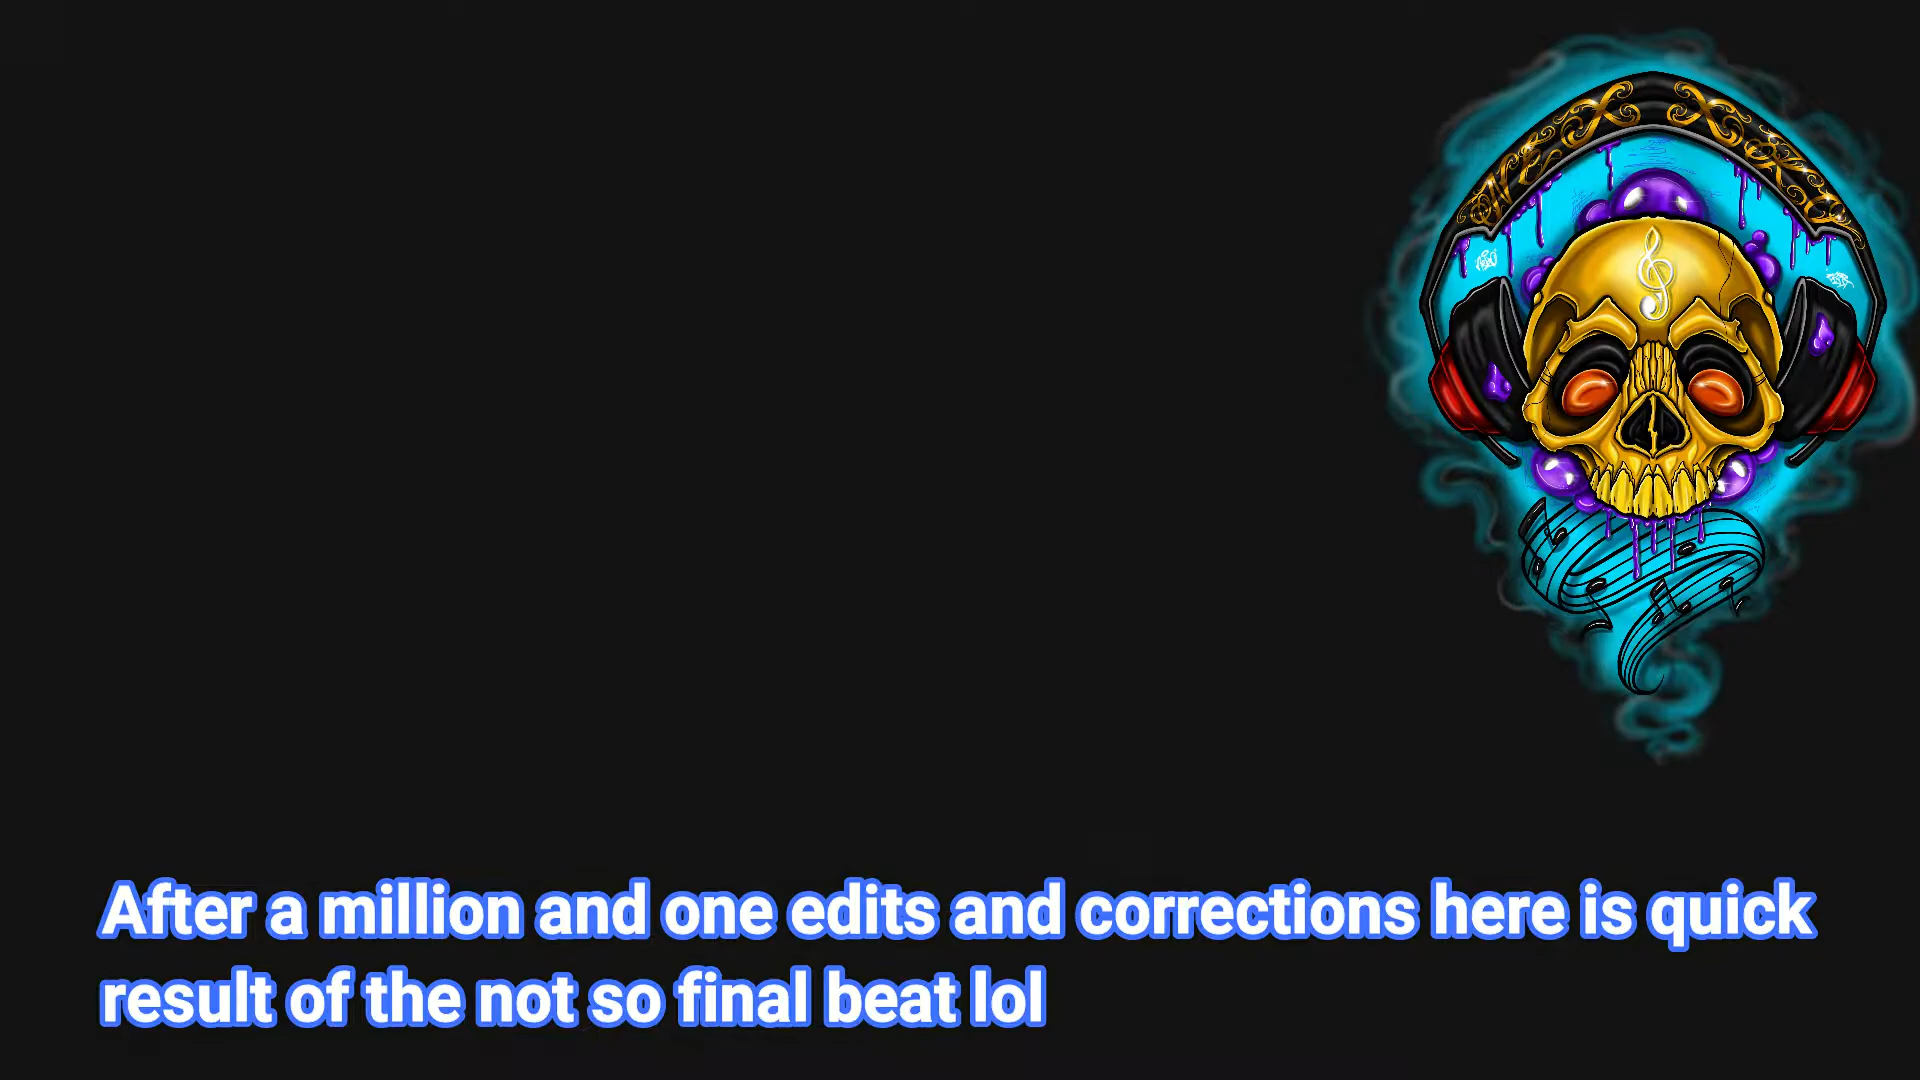 After a million and one edits and corrections here is quick
result of the not so final beat lol